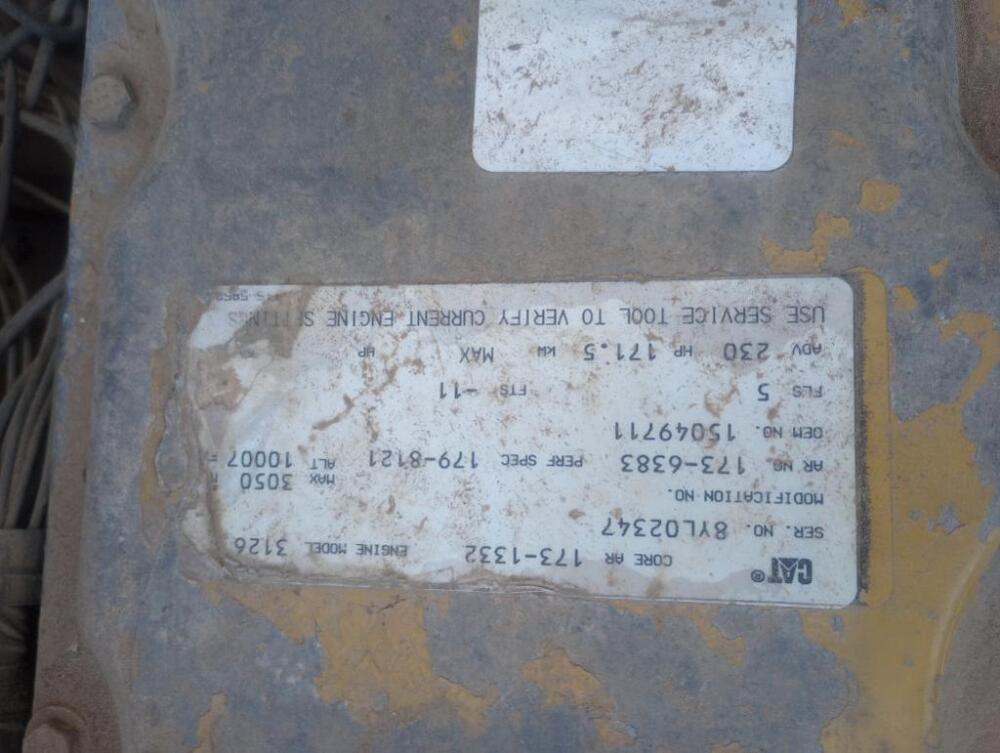 CAT® CORE AR 173-1332 ENGINE MODEL 3126
SER. NO. 8YL02347
MODIFICATION NO.
AR NO. 173-6383 PERF SPEC 179-8121 MAX ALT 3050 10007 F
OEM NO. 15049711
FLS 5 FTS -11
ADV 230 HP 171.5 KW MAX HP
USE SERVICE TOOL TO VERIFY CURRENT ENGINE SETTINGS